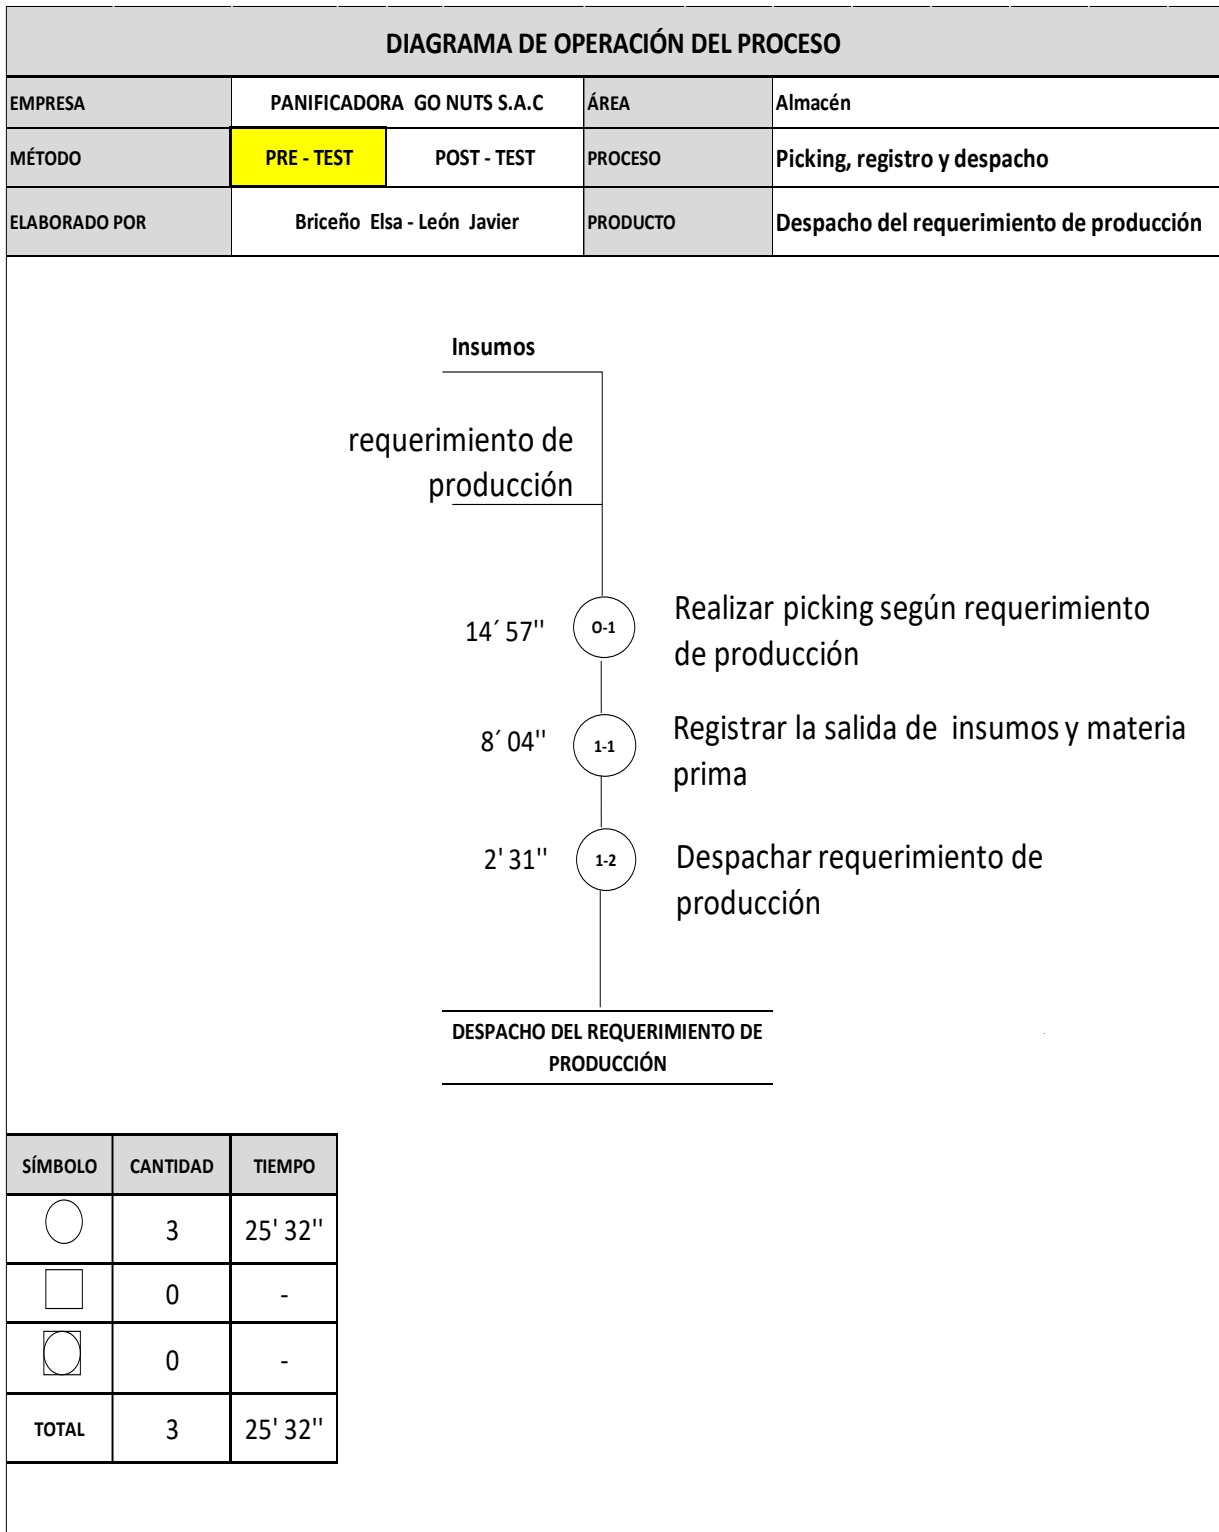 DIAGRAMA DE OPERACIÓN DEL PROCESO
EMPRESA PANIFICADORA GO NUTS S.A.C ÁREA Almacén
MÉTODO PRE - TEST POST - TEST PROCESO Picking, registro y despacho
ELABORADO POR Briceño Elsa - León Javier PRODUCTO Despacho del requerimiento de producción
Insumos
requerimiento de
producción
14´ 57'' O-1 Realizar picking según requerimiento
de producción
8´ 04'' 1-1 Registrar la salida de insumos y materia
prima
2' 31'' 1-2 Despachar requerimiento de
producción
DESPACHO DEL REQUERIMIENTO DE
PRODUCCIÓN
SÍMBOLO CANTIDAD TIEMPO
3 25' 32''
0 -
0 -
TOTAL 3 25' 32''